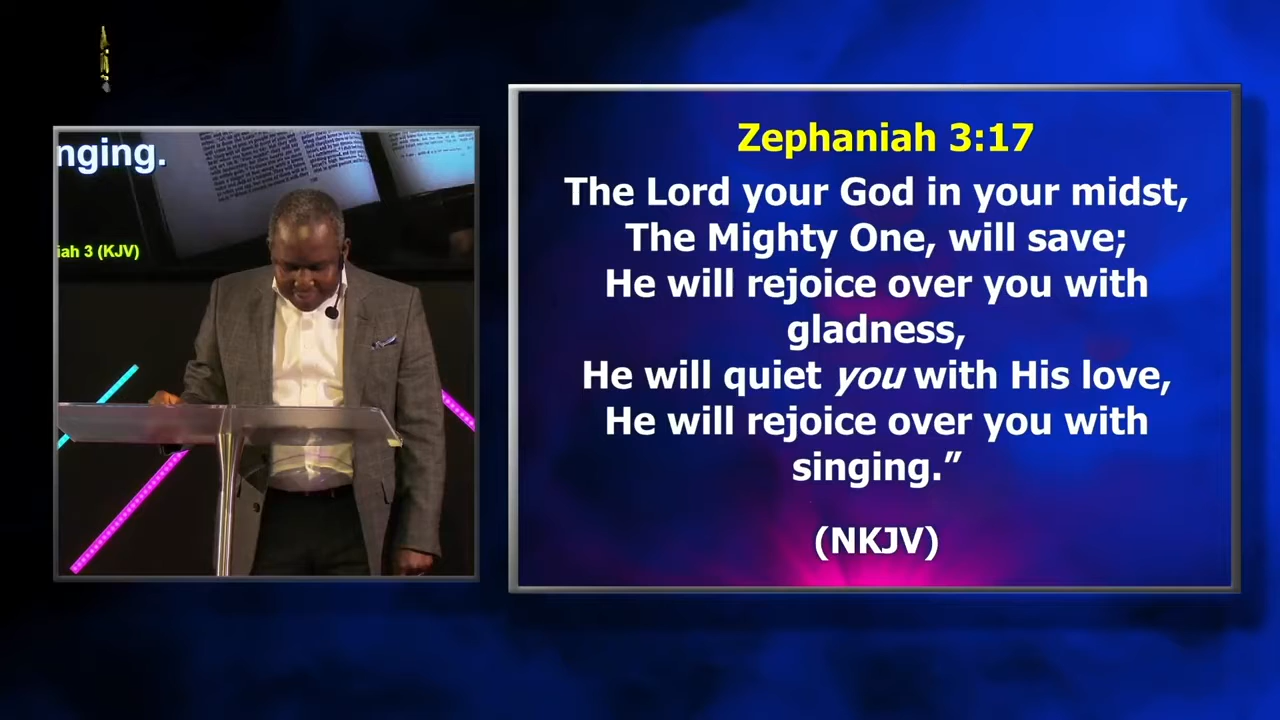 nging.
iah 3 (KJV)
Zephaniah 3:17
The Lord your God in your midst,
The Mighty One, will save;
He will rejoice over you with
gladness,
He will quiet you with His love,
He will rejoice over you with
singing.”
(NKJV)